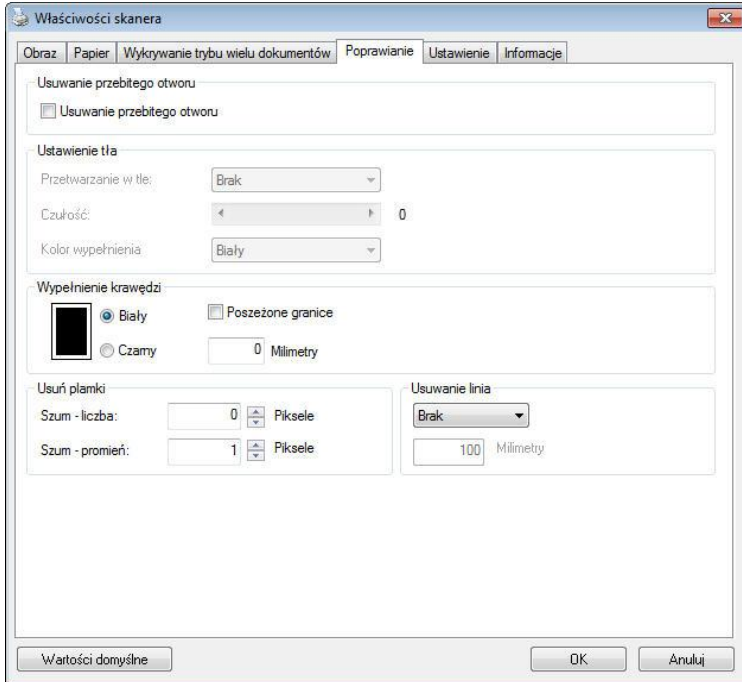 Właściwości skanera
Obraz Papier Wykrywanie trybu wielu dokumentów Poprawianie Ustawienie Informacje
Usuwanie przebitego otworu
Usuwanie przebitego otworu
Ustawienie tła
Przetwarzanie w tle: Brak
Czułość: 0
Kolor wypełnienia Biały
Wypełnienie krawędzi
Biały Poszeżone granice
Czarny 0 Milimetry
Usuń plamki Usuwanie linia
Szum - liczba: 0 Piksele Brak
Szum - promień: 1 Piksele 100 Milimetry
Wartości domyślne OK Anuluj